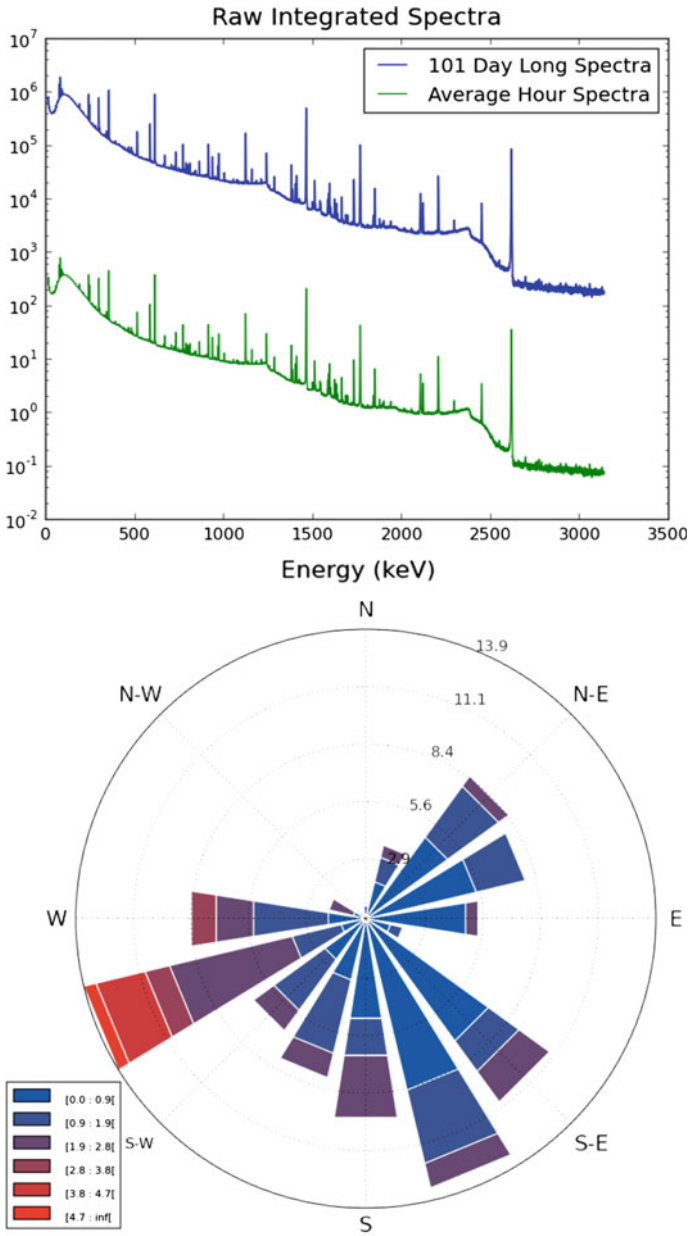 Raw Integrated Spectra
10^7
10^6
10^5
10^4
10^3
10^2
10^1
10^0
10^-1
10^-2
101 Day Long Spectra
Average Hour Spectra
0 500 1000 1500 2000 2500 3000 3500
Energy (keV)
N
N-W
N-E
13.9
11.1
8.4
5.6
2.9
W
E
S-W
S-E
S
[0.0 : 0.9[
[0.9 : 1.9[
[1.9 : 2.8[
[2.8 : 3.8[
[3.8 : 4.7[
[4.7 : inf[